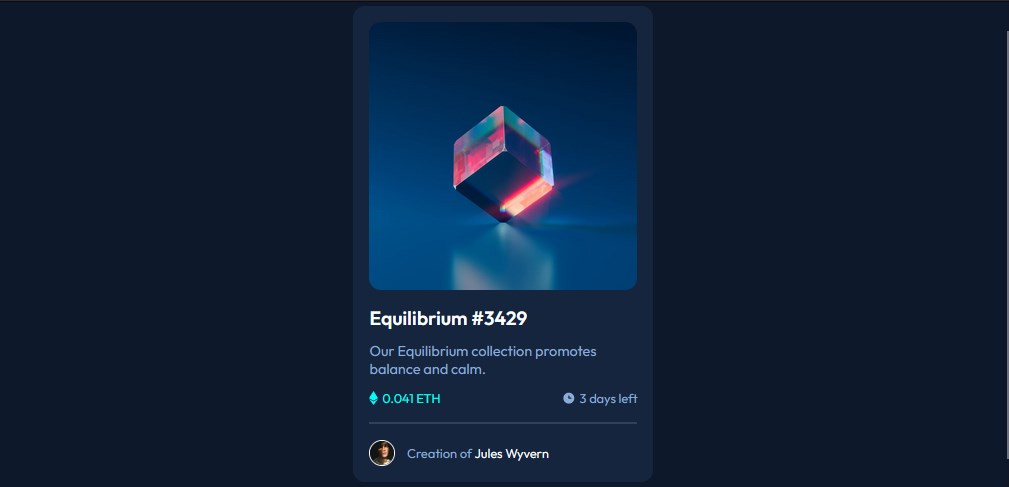 Equilibrium #3429
Our Equilibrium collection promotes
balance and calm.
0.041 ETH
3 days left
Creation of Jules Wyvern